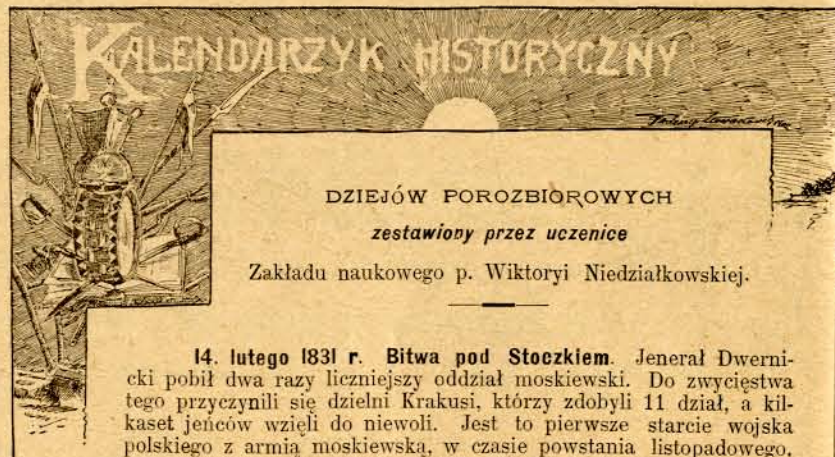 KALENDARZYK HISTORYCZNY
DZIEJÓW POROZBIOROWYCH
zestawiony przez uczenice
Zakładu naukowego p. Wiktoryi Niedziałkowskiej.
14. lutego 1831 r. Bitwa pod Stoczkiem. Jenerał Dwerni-
cki pobił dwa razy liczniejszy oddział moskiewski. Do zwycięstwa
tego przyczynili się dzielni Krakusi, którzy zdobyli 11 dział, a kil-
kaset jeńców wzięli do niewoli. Jest to pierwsze starcie wojska
polskiego z armią moskiewską, w czasie powstania listopadowego,